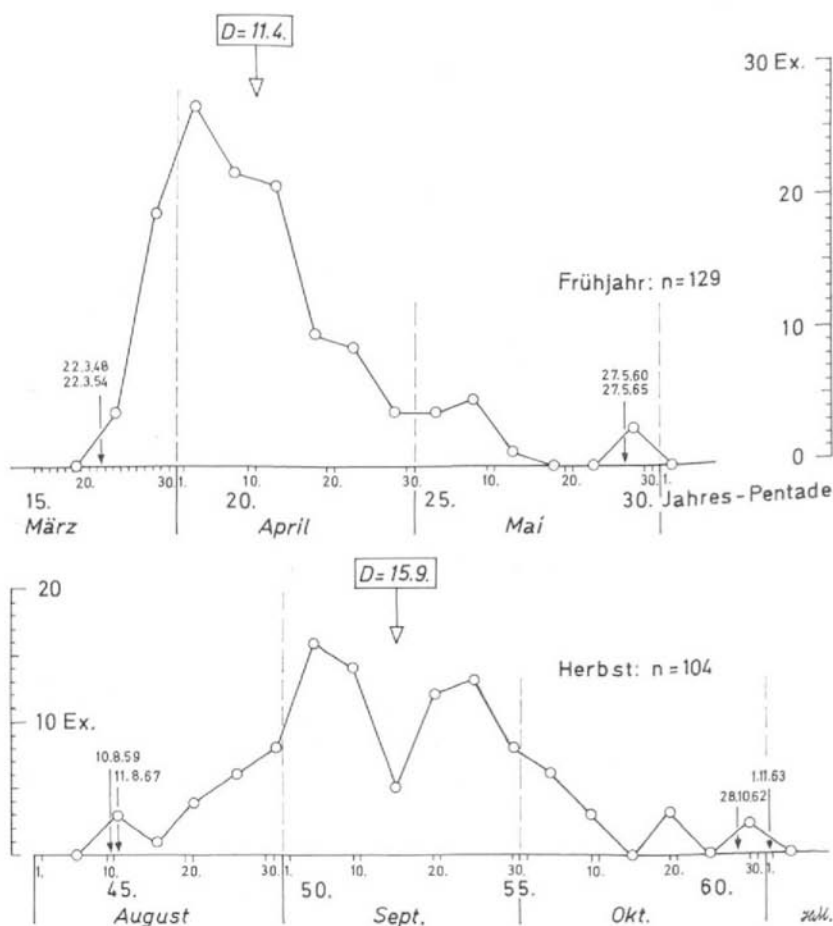 D=11.4.
30 Ex.
20
Frühjahr: n=129
10
22.3.48
22.3.54
27.5.60
27.5.65
0
20. 30. 1. 10. 20. 30. 10. 20. 30. 1.
15. 20. 25. 30. Jahres-Pentade
März April Mai
D=15.9.
20
Herbst: n=104
10 Ex.
10.8.59
11.8.67
1.11.63
28.10.62
1. 10. 20. 30. 1. 10. 20. 30. 10. 20. 30. 1.
45. 50. 55. 60.
August Sept. Okt.